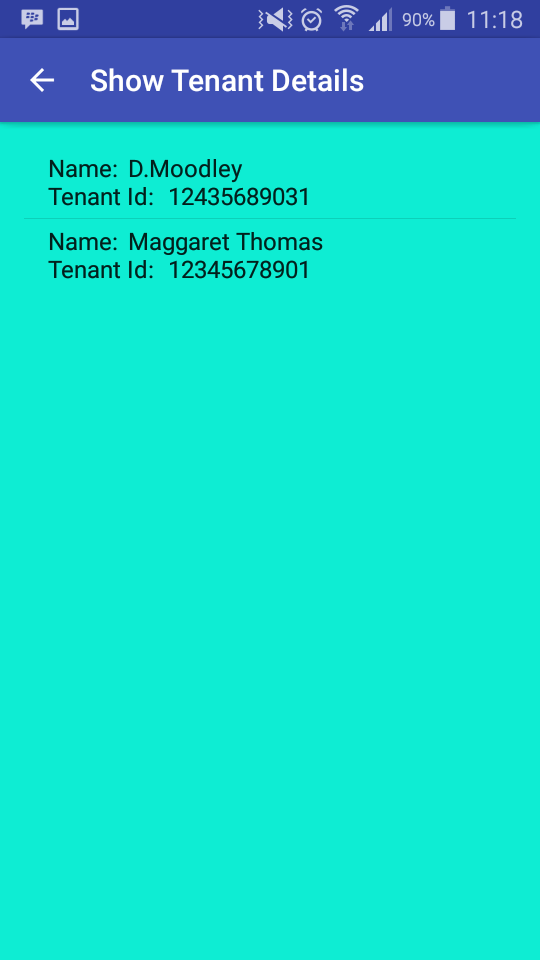 90% 11:18
Show Tenant Details
Name: D.Moodley
Tenant Id: 12435689031
Name: Maggaret Thomas
Tenant Id: 12345678901